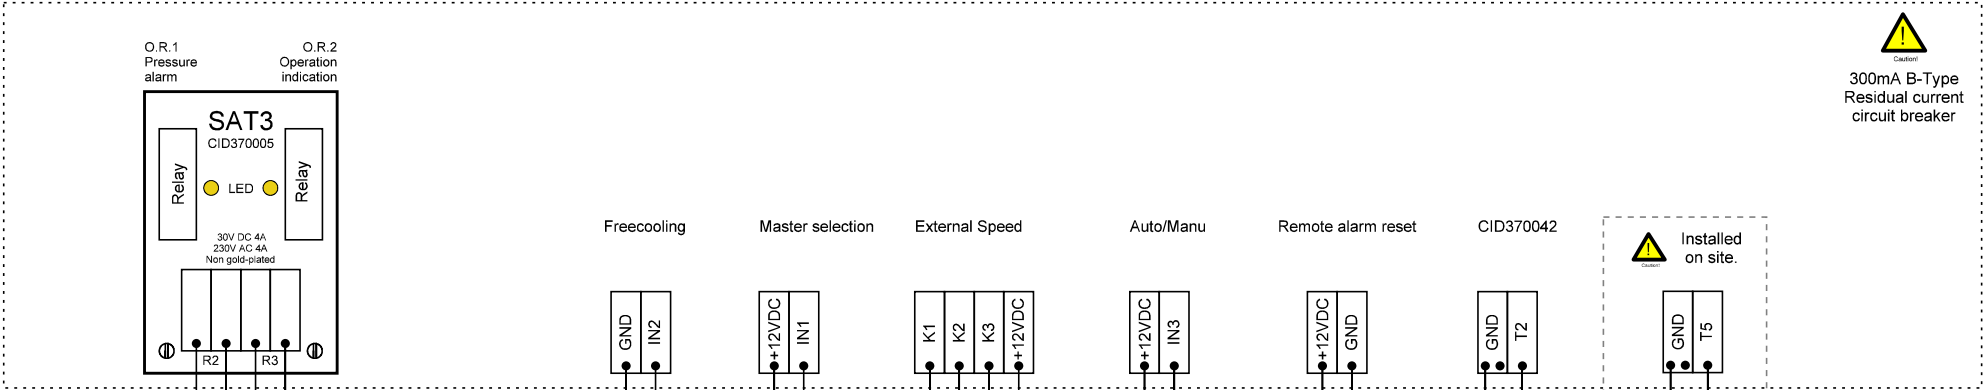 O.R.1
Pressure
alarm
O.R.2
Operation
indication
SAT3
CID370005
Relay
LED
Relay
30V DC 4A
230V AC 4A
Non gold-plated
R2
R3
Freecooling
GND
IN2
Master selection
+12VDC
IN1
External Speed
K1
K2
K3
+12VDC
Auto/Manu
+12VDC
IN3
Remote alarm reset
+12VDC
GND
CID370042
GND
T2
!
Caution!
Installed
on site.
GND
T5
!
Caution!
300mA B-Type
Residual current
circuit breaker